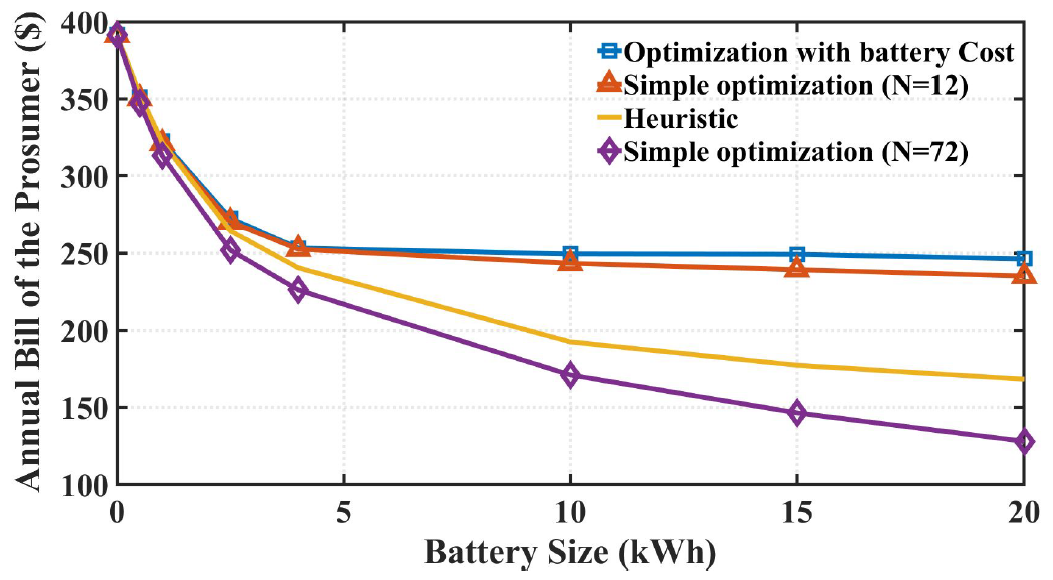 Annual Bill of the Prosumer ($)
400
350
300
250
200
150
100
Optimization with battery Cost
Simple optimization (N=12)
Heuristic
Simple optimization (N=72)
0 5 10 15 20
Battery Size (kWh)